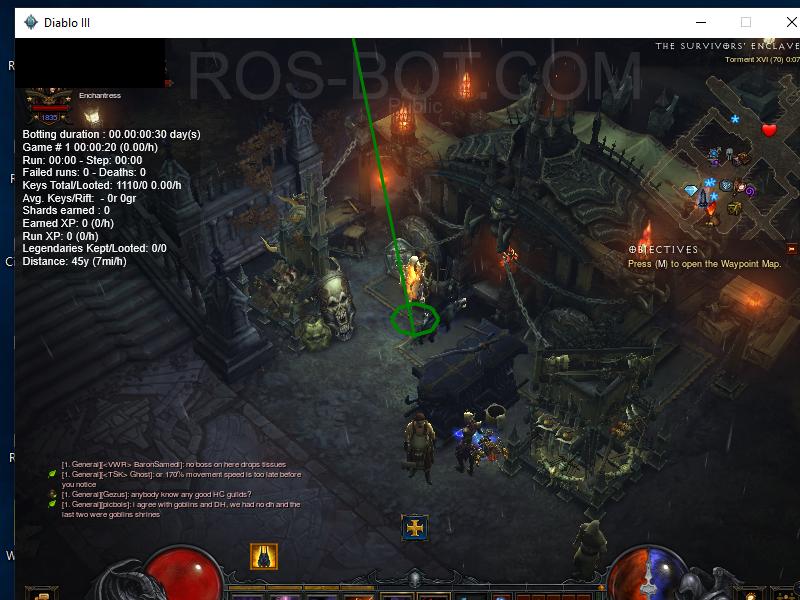 Diablo III
THE SURVIVORS' ENCLAVE
Torment XVI (70) 0:07
ROS-BOT.COM
Public
Enchantress
1835
Botting duration : 00.00:00:30 day(s)
Game # 1 00:00:20 (0.00/h)
Run: 00:00 - Step: 00:00
Failed runs: 0 - Deaths: 0
Keys Total/Looted: 1110/0 0.00/h
Avg. Keys/Rift: - 0r 0gr
Shards earned : 0
Earned XP: 0 (0/h)
Run XP: 0 (0/h)
Legendaries Kept/Looted: 0/0
Distance: 45y (7mi/h)
OBJECTIVES
Press (M) to open the Waypoint Map.
[1. General][<VWR> BaronSamedi]: no boss on here drops tissues
[1. General][<TSK> Ghost]: or 170% movement speed is too late before
you notice
[1. General][Gezus]: anybody know any good HC guilds?
[1. General][picbois]: i agree with goblins and DH, we had no dh and the
last two were goblins shrines